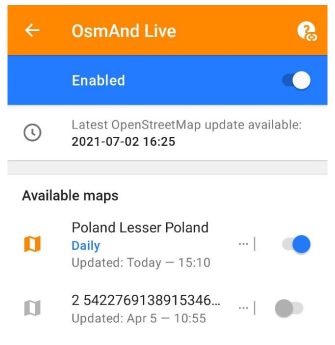 OsmAnd Live
Enabled
Latest OpenStreetMap update available:
2021-07-02 16:25
Available maps
Poland Lesser Poland
Daily
Updated: Today — 15:10
2 5422769138915346...
Updated: Apr 5 — 10:55